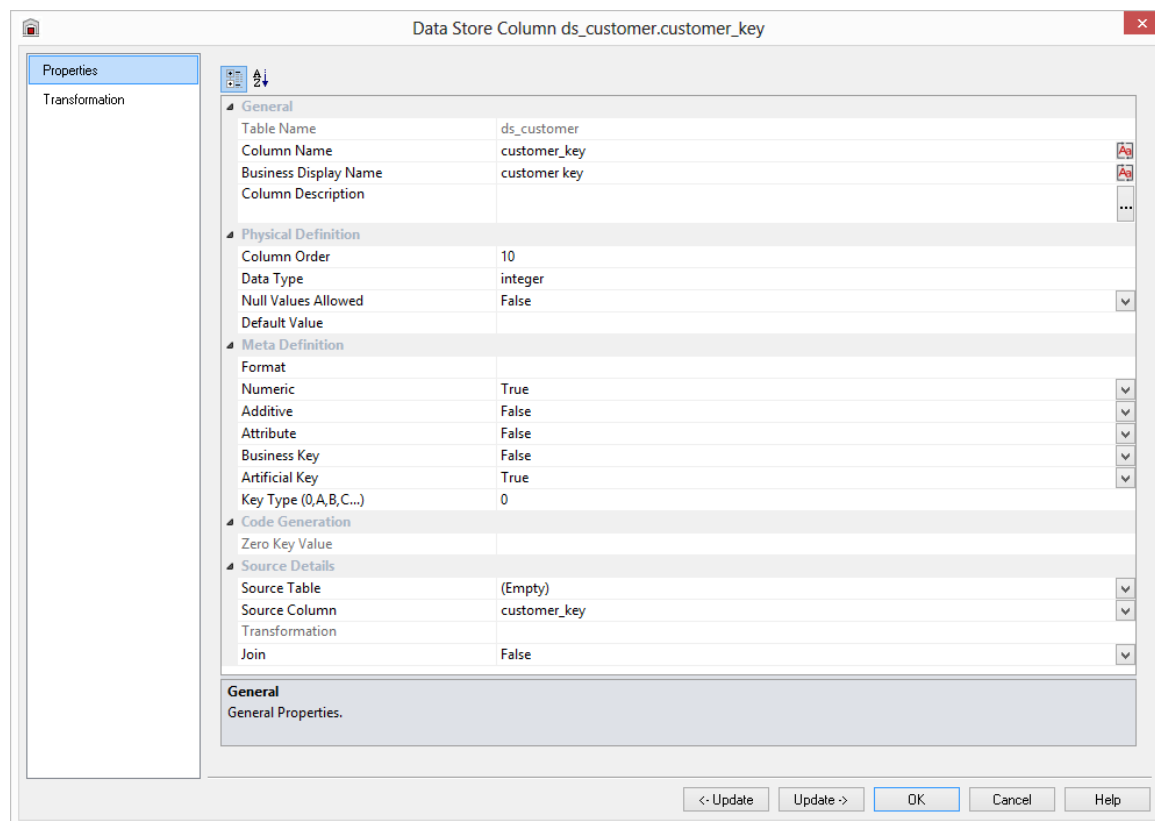 Data Store Column ds_customer.customer_key
Properties
Transformation
General
Table Name ds_customer
Column Name customer_key
Business Display Name customer key
Column Description ...
Physical Definition
Column Order 10
Data Type integer
Null Values Allowed False
Default Value
Meta Definition
Format
Numeric True
Additive False
Attribute False
Business Key False
Artificial Key True
Key Type (0,A,B,C...) 0
Code Generation
Zero Key Value
Source Details
Source Table (Empty)
Source Column customer_key
Transformation
Join False
General
General Properties.
<- Update Update -> OK Cancel Help